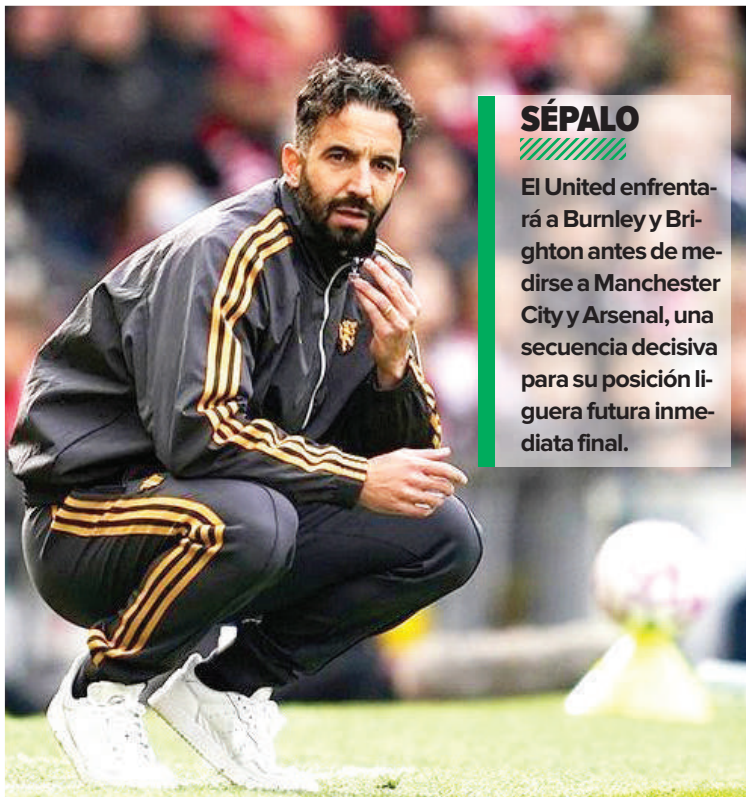 SÉPALO
El United enfrenta-
rá a Burnley y Bri-
ghton antes de me-
dirse a Manchester
City y Arsenal, una
secuencia decisiva
para su posición li-
guera futura inme-
diata final.